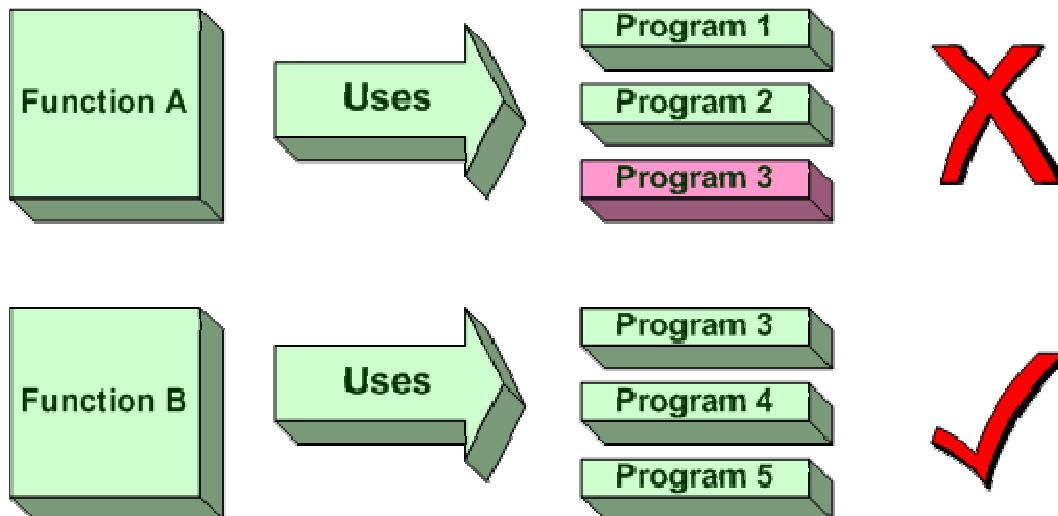 Function A
Uses
Program 1
Program 2
Program 3
Function B
Uses
Program 3
Program 4
Program 5